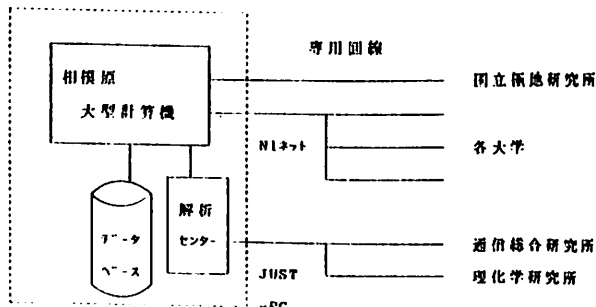 専用回線
相模原
大型計算機
国立極地研究所
N1ネット
各大学
解析
センター
データ
ベース
通信総合研究所
JUST
理化学研究所